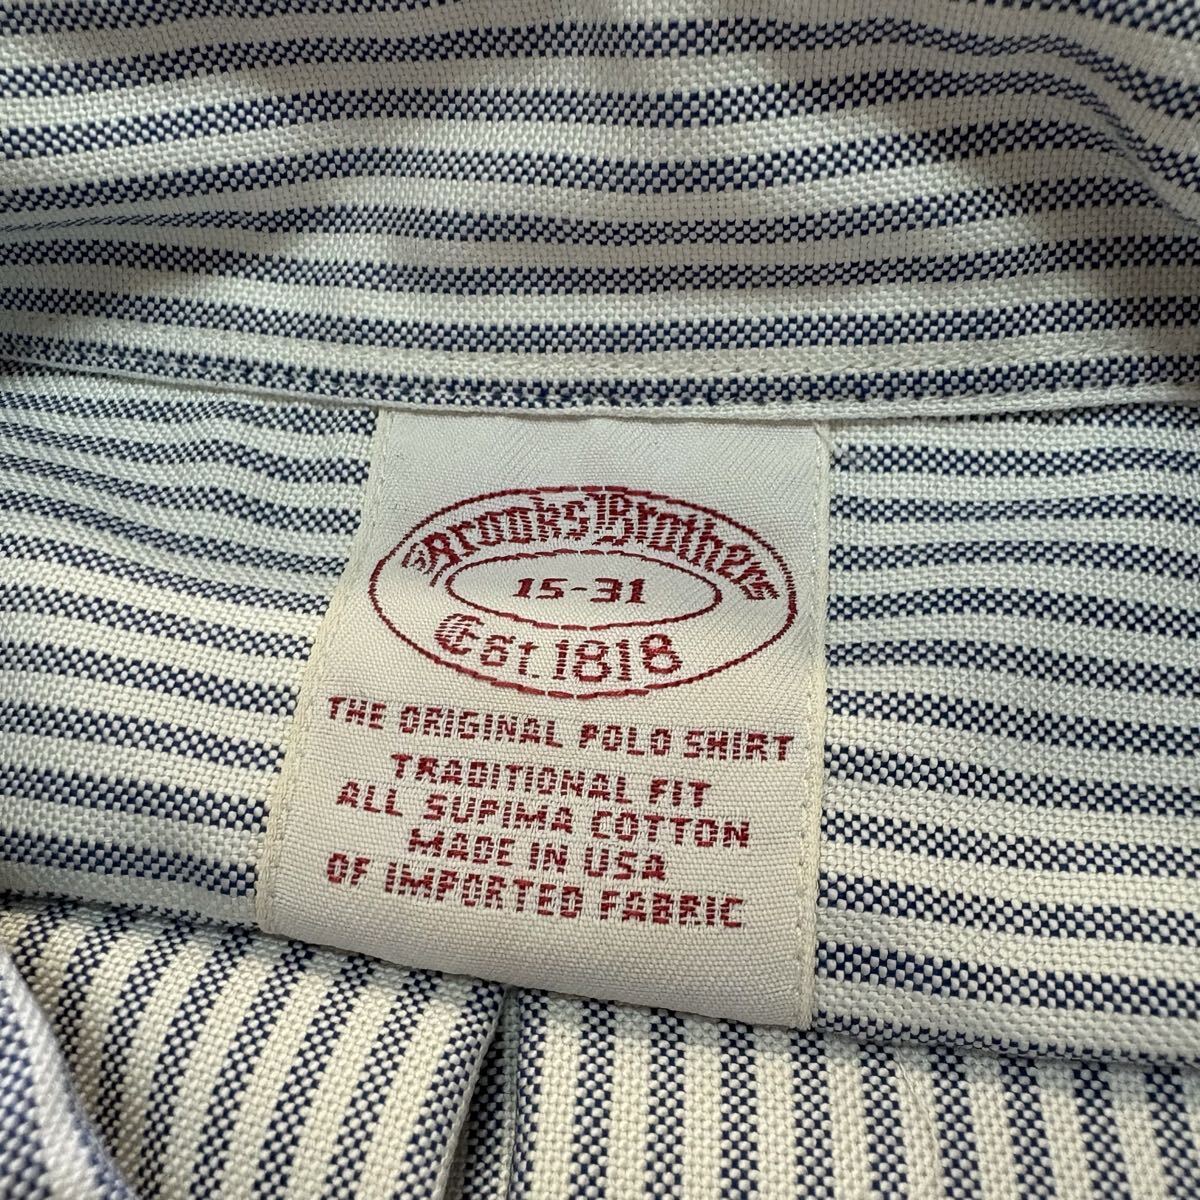 Brooks Brothers
15-31
Est. 1818
THE ORIGINAL POLO SHIRT
TRADITIONAL FIT
ALL SUPIMA COTTON
MADE IN USA
OF IMPORTED FABRIC